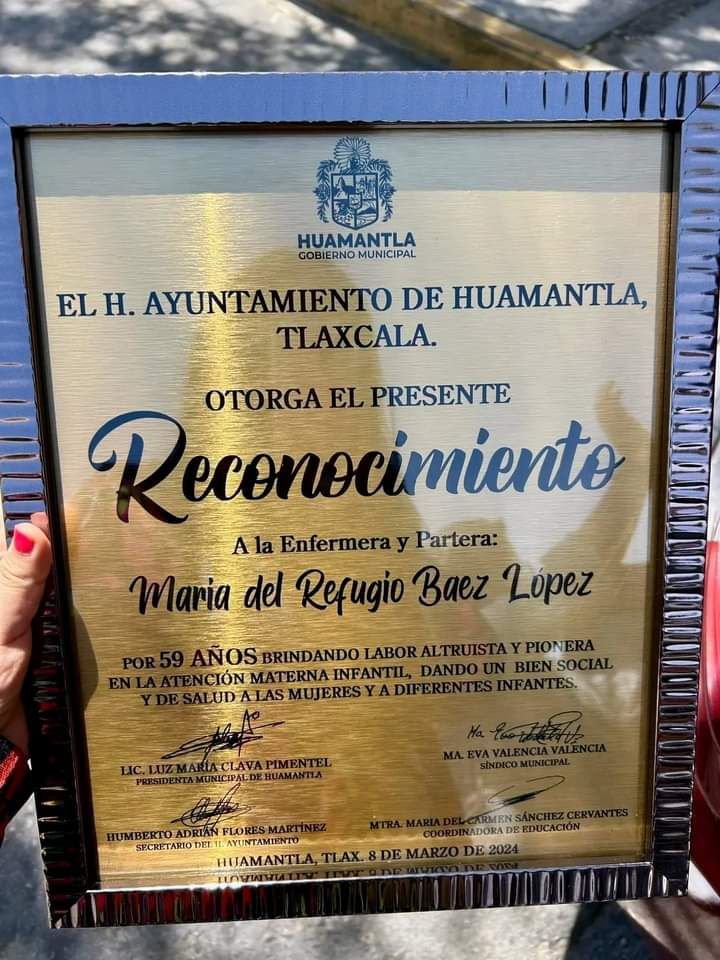 HUAMANTLA
GOBIERNO MUNICIPAL
EL H. AYUNTAMIENTO DE HUAMANTLA,
TLAXCALA.
OTORGA EL PRESENTE
Reconocimiento
A la Enfermera y Partera:
Maria del Refugio Baez López
POR 59 AÑOS BRINDANDO LABOR ALTRUISTA Y PIONERA
EN LA ATENCIÓN MATERNA INFANTIL, DANDO UN BIEN SOCIAL
Y DE SALUD A LAS MUJERES Y A DIFERENTES INFANTES.
LIC. LUZ MARIA CLAVA PIMENTEL
PRESIDENTA MUNICIPAL DE HUAMANTLA
MA. EVA VALENCIA VALENCIA
SÍNDICO MUNICIPAL
HUMBERTO ADRIÁN FLORES MARTÍNEZ
SECRETARIO DEL H. AYUNTAMIENTO
MTRA. MARIA DEL CARMEN SÁNCHEZ CERVANTES
COORDINADORA DE EDUCACIÓN
HUAMANTLA, TLAX. 8 DE MARZO DE 2024